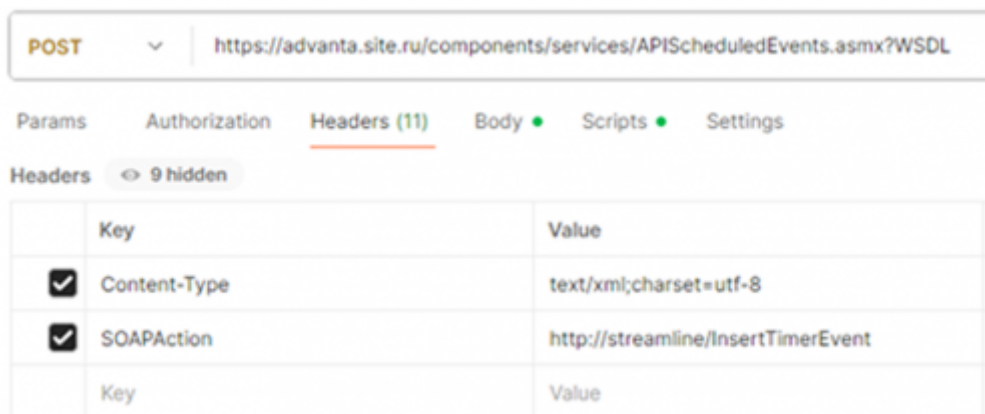 POST https://advanta.site.ru/components/services/APIScheduledEvents.asmx?WSDL
Params Authorization Headers (11) Body Scripts Settings
Headers 9 hidden
Key Value
Content-Type text/xml;charset=utf-8
SOAPAction http://streamline/InsertTimerEvent
Key Value